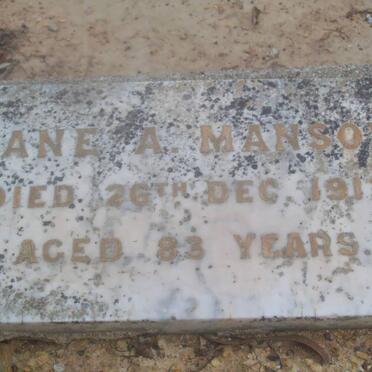 ANE A. MANSO
DIED 26TH DEC 191
AGED 83 YEARS